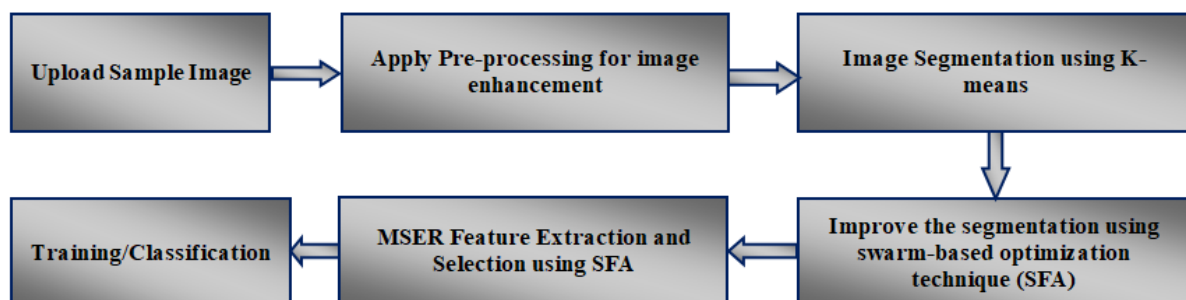 Upload Sample Image
Apply Pre-processing for image
enhancement
Image Segmentation using K-
means
Improve the segmentation using
swarm-based optimization
technique (SFA)
MSER Feature Extraction and
Selection using SFA
Training/Classification